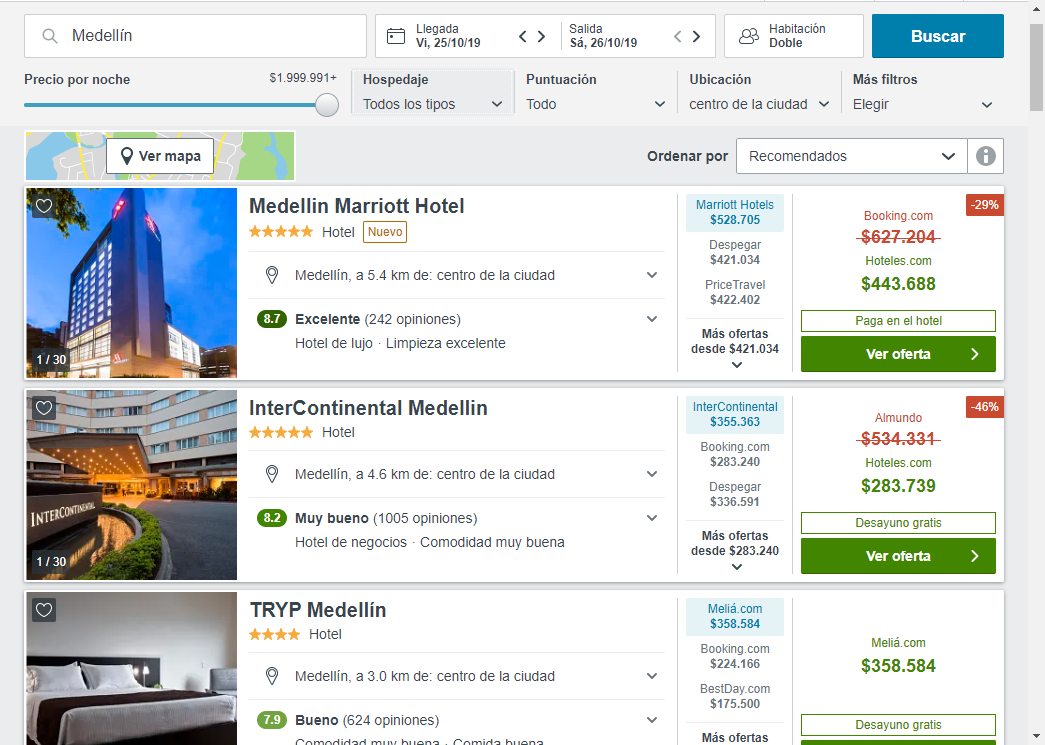 Medellín
Llegada
Vi, 25/10/19
Salida
Sá, 26/10/19
Habitación
Doble
Buscar
Precio por noche
$1.999.991+
Hospedaje
Todos los tipos
Puntuación
Todo
Ubicación
centro de la ciudad
Más filtros
Elegir
Ver mapa
Ordenar por
Recomendados
Medellin Marriott Hotel
Hotel
Nuevo
Medellín, a 5.4 km de: centro de la ciudad
8.7 Excelente (242 opiniones)
Hotel de lujo · Limpieza excelente
1 / 30
Marriott Hotels
$528.705
Despegar
$421.034
PriceTravel
$422.402
Más ofertas
desde $421.034
-29%
Booking.com
$627.204
Hoteles.com
$443.688
Paga en el hotel
Ver oferta
InterContinental Medellin
Hotel
Medellín, a 4.6 km de: centro de la ciudad
8.2 Muy bueno (1005 opiniones)
Hotel de negocios · Comodidad muy buena
INTERCONTINENTAL
1 / 30
InterContinental
$355.363
Booking.com
$283.240
Despegar
$336.591
Más ofertas
desde $283.240
-46%
Almundo
$534.331
Hoteles.com
$283.739
Desayuno gratis
Ver oferta
TRYP Medellín
Hotel
Medellín, a 3.0 km de: centro de la ciudad
7.9 Bueno (624 opiniones)
Comodidad muy buena · Comida buena
Meliá.com
$358.584
Booking.com
$224.166
BestDay.com
$175.500
Más ofertas
Meliá.com
$358.584
Desayuno gratis